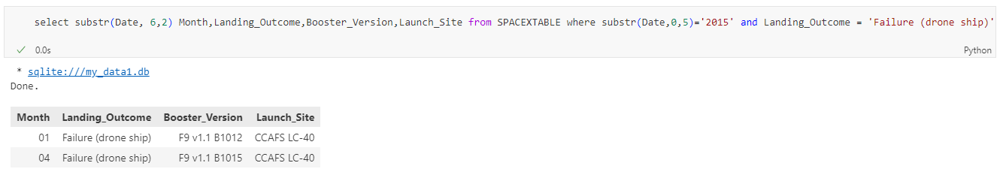 select substr(Date, 6,2) Month,Landing_Outcome,Booster_Version,Launch_Site from SPACEXTABLE where substr(Date,0,5)='2015' and Landing_Outcome = 'Failure (drone ship)'
✓ 0.0s Python
* sqlite:///my_data1.db
Done.
Month Landing_Outcome Booster_Version Launch_Site
01 Failure (drone ship) F9 v1.1 B1012 CCAFS LC-40
04 Failure (drone ship) F9 v1.1 B1015 CCAFS LC-40